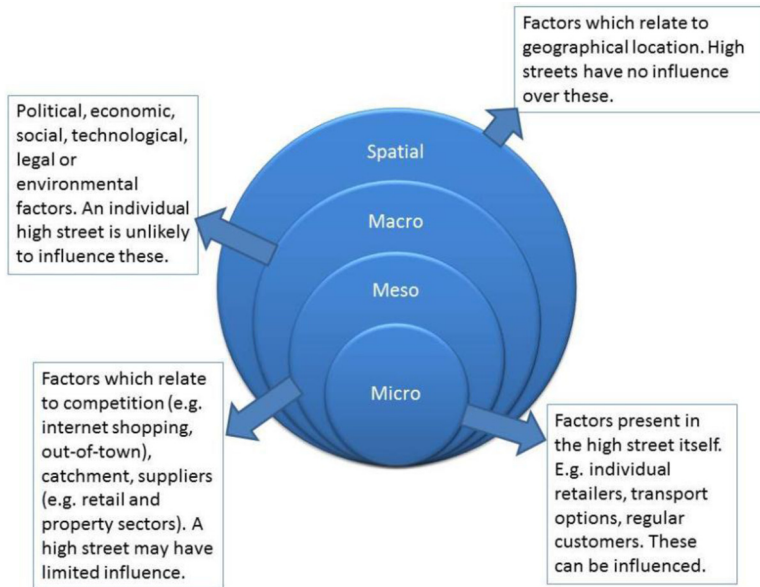 Factors which relate to
geographical location. High
streets have no influence
over these.
Political, economic,
social, technological,
legal or
environmental
factors. An individual
high street is unlikely
to influence these.
Spatial
Macro
Meso
Micro
Factors which relate
to competition (e.g.
internet shopping,
out-of-town),
catchment, suppliers
(e.g. retail and
property sectors). A
high street may have
limited influence.
Factors present in
the high street itself.
E.g. individual
retailers, transport
options, regular
customers. These
can be influenced.